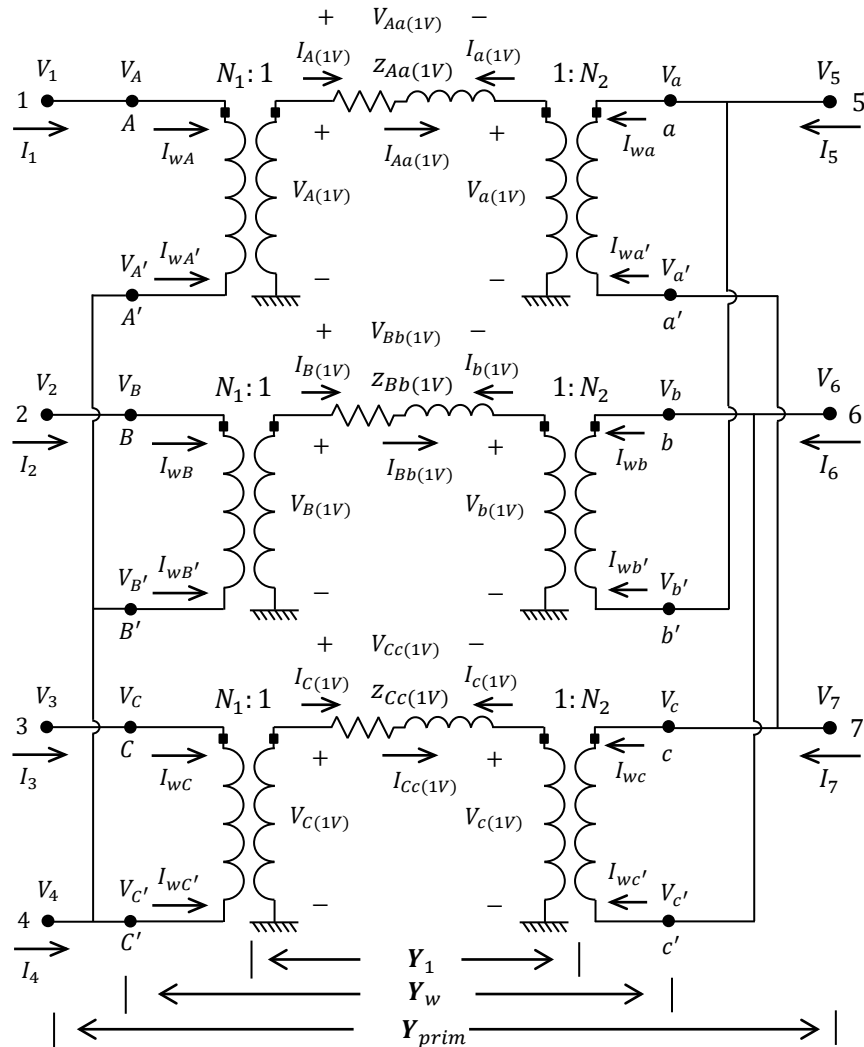 + V_{Aa(1V)} −
I_{A(1V)} I_{a(1V)}
V_1 V_A N_1: 1 z_{Aa(1V)} 1: N_2 V_a V_5
1 A + I_{Aa(1V)} + a 5
I_1 I_{wA} I_{wa} I_5
V_{A(1V)} V_{a(1V)}
V_{A′} I_{wA′} − − I_{wa′} V_{a′}
A′ a′
+ V_{Bb(1V)} −
I_{B(1V)} I_{b(1V)}
V_2 V_B N_1: 1 z_{Bb(1V)} 1: N_2 V_b V_6
2 B + I_{Bb(1V)} + b 6
I_2 I_{wB} I_{wb} I_6
V_{B(1V)} V_{b(1V)}
V_{B′} I_{wB′} − − I_{wb′} V_{b′}
B′ b′
+ V_{Cc(1V)} −
I_{C(1V)} I_{c(1V)}
V_3 V_C N_1: 1 z_{Cc(1V)} 1: N_2 V_c V_7
3 C + I_{Cc(1V)} + c 7
I_3 I_{wC} I_{wc} I_7
V_{C(1V)} V_{c(1V)}
V_4 V_{C′} I_{wC′} − − I_{wc′} V_{c′}
4 C′ c′
I_4
Y_1
Y_w
Y_{prim}